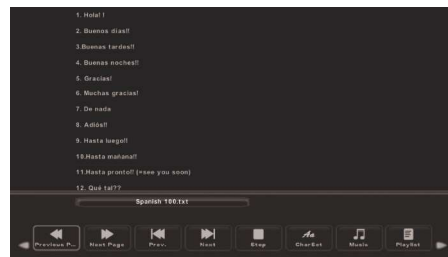 1. Hola! !
2. Buenos días!!
3.Buenas tardes!!
4. Buenas noches!!
5. Gracias!
6. Muchas gracias!
7. De nada
8. Adiós!!
9. Hasta luego!!
10.Hasta mañana!!
11.Hasta pronto!! (=see you soon)
12. Qué tal??
Spanish 100.txt
Previous P... Next Page Prev. Next Stop CharSet Music Playlist